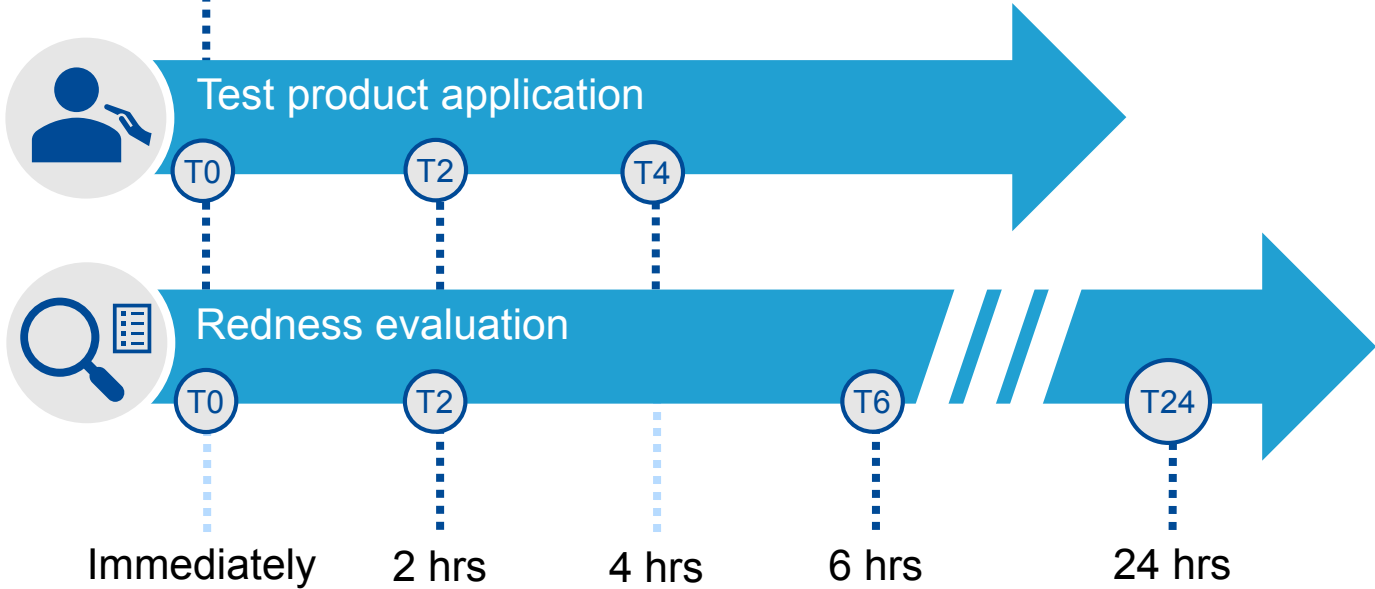 Test product application
T0 T2 T4
Redness evaluation
T0 T2 T6 T24
Immediately 2 hrs 4 hrs 6 hrs 24 hrs